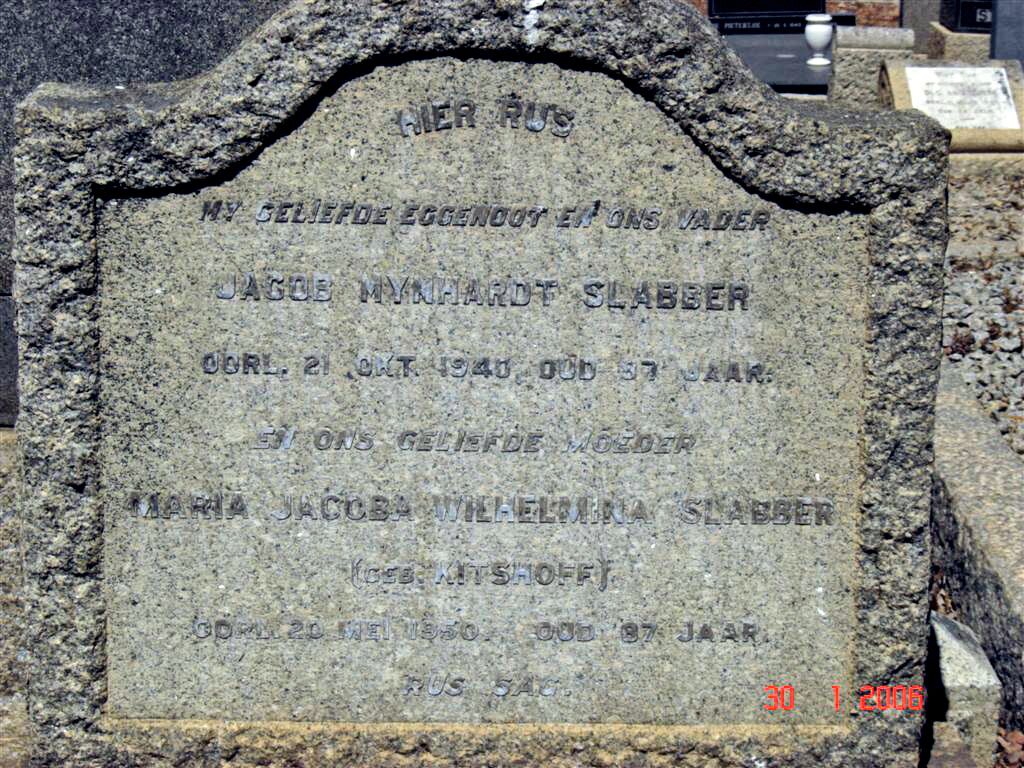 HIER RUS
MY GELIEFDE EGGENOOT EN ONS VADER
JACOB MYNHARDT SLABBER
OORL. 21 OKT. 1940, OUD 87 JAAR.
EN ONS GELIEFDE MOEDER
MARIA JACOBA WILHELMINA SLABBER
(GEB. KITSHOFF).
OORL. 20 MEI 1950. OUD 87 JAAR.
RUS SAG.
30 1 2006